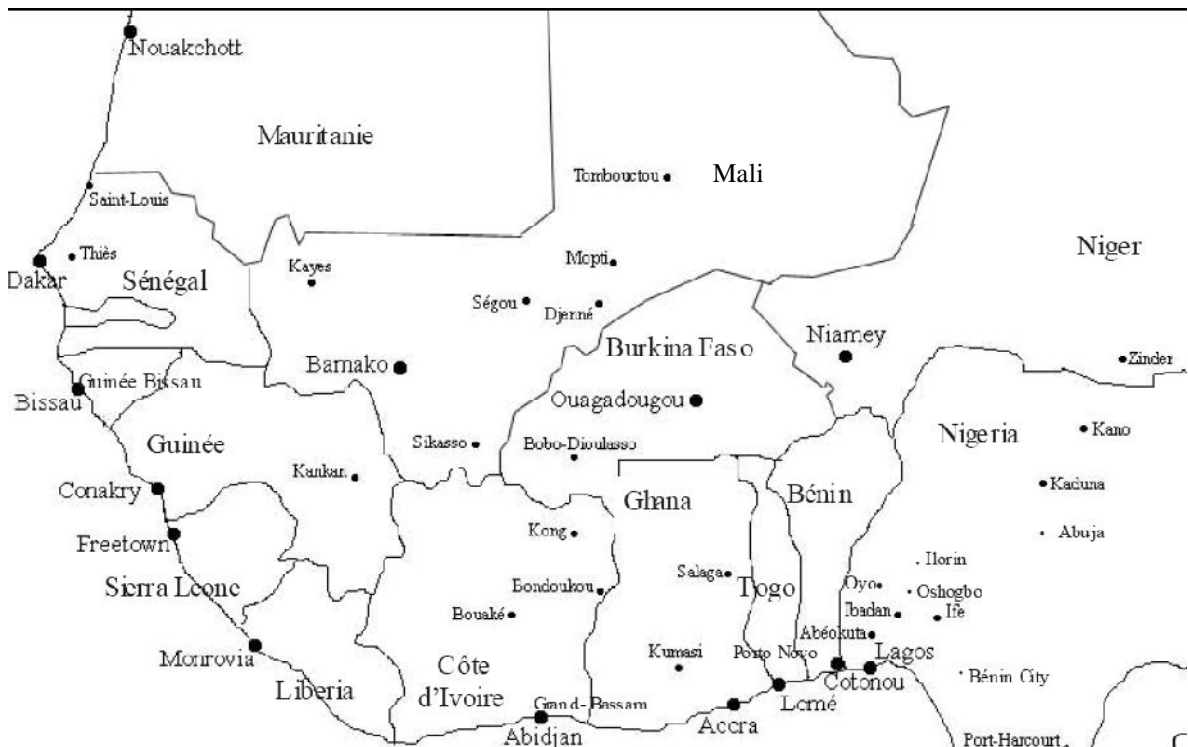 Nouakchott
Mauritanie
Tombouctou
Mali
Saint-Louis
Thiès
Dakar
Sénégal
Kayes
Mopti
Niger
Ségou
Djenné
Bamako
Burkina Faso
Niamey
Zinder
Guinée Bissau
Bissau
Ouagadougou
Guinée
Sikasso
Bobo-Dioulasso
Nigeria
Kano
Kankan
Conakry
Ghana
Bénin
Kaduna
Freetown
Kong
Abuja
Sierra Leone
Salaga
Togo
Ilorin
Bondoukou
Oyo
Oshogbo
Bouaké
Ibadan
Ife
Abéokuta
Monrovia
Liberia
Côte
d'Ivoire
Kumasi
Porto Novo
Lagos
Cotonou
Bénin City
Grand-Bassam
Abidjan
Accra
Lomé
Port-Harcourt